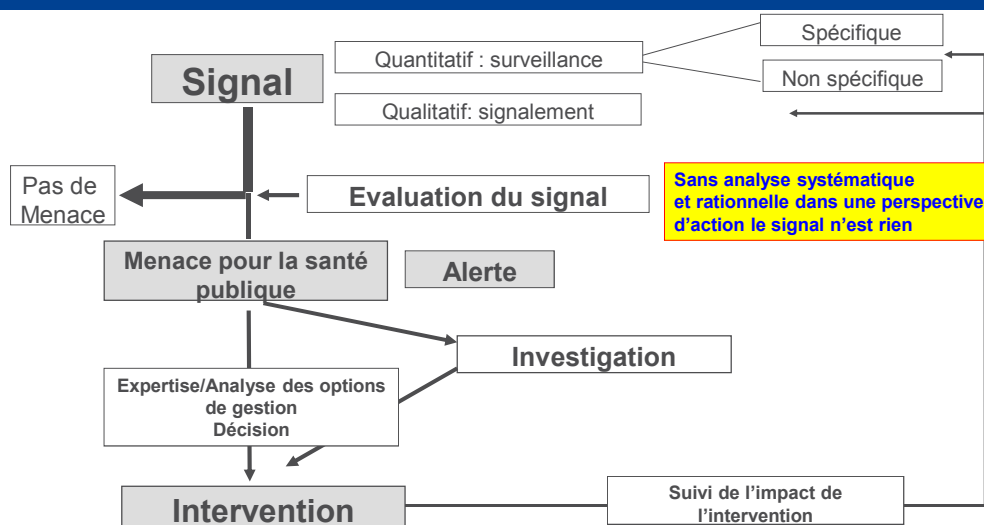 Spécifique
Quantitatif : surveillance
Signal
Non spécifique
Qualitatif: signalement
Pas de
Menace
Evaluation du signal
Sans analyse systématique
et rationnelle dans une perspective
d'action le signal n'est rien
Menace pour la santé
publique
Alerte
Investigation
Expertise/Analyse des options
de gestion
Décision
Intervention
Suivi de l'impact de
l'intervention